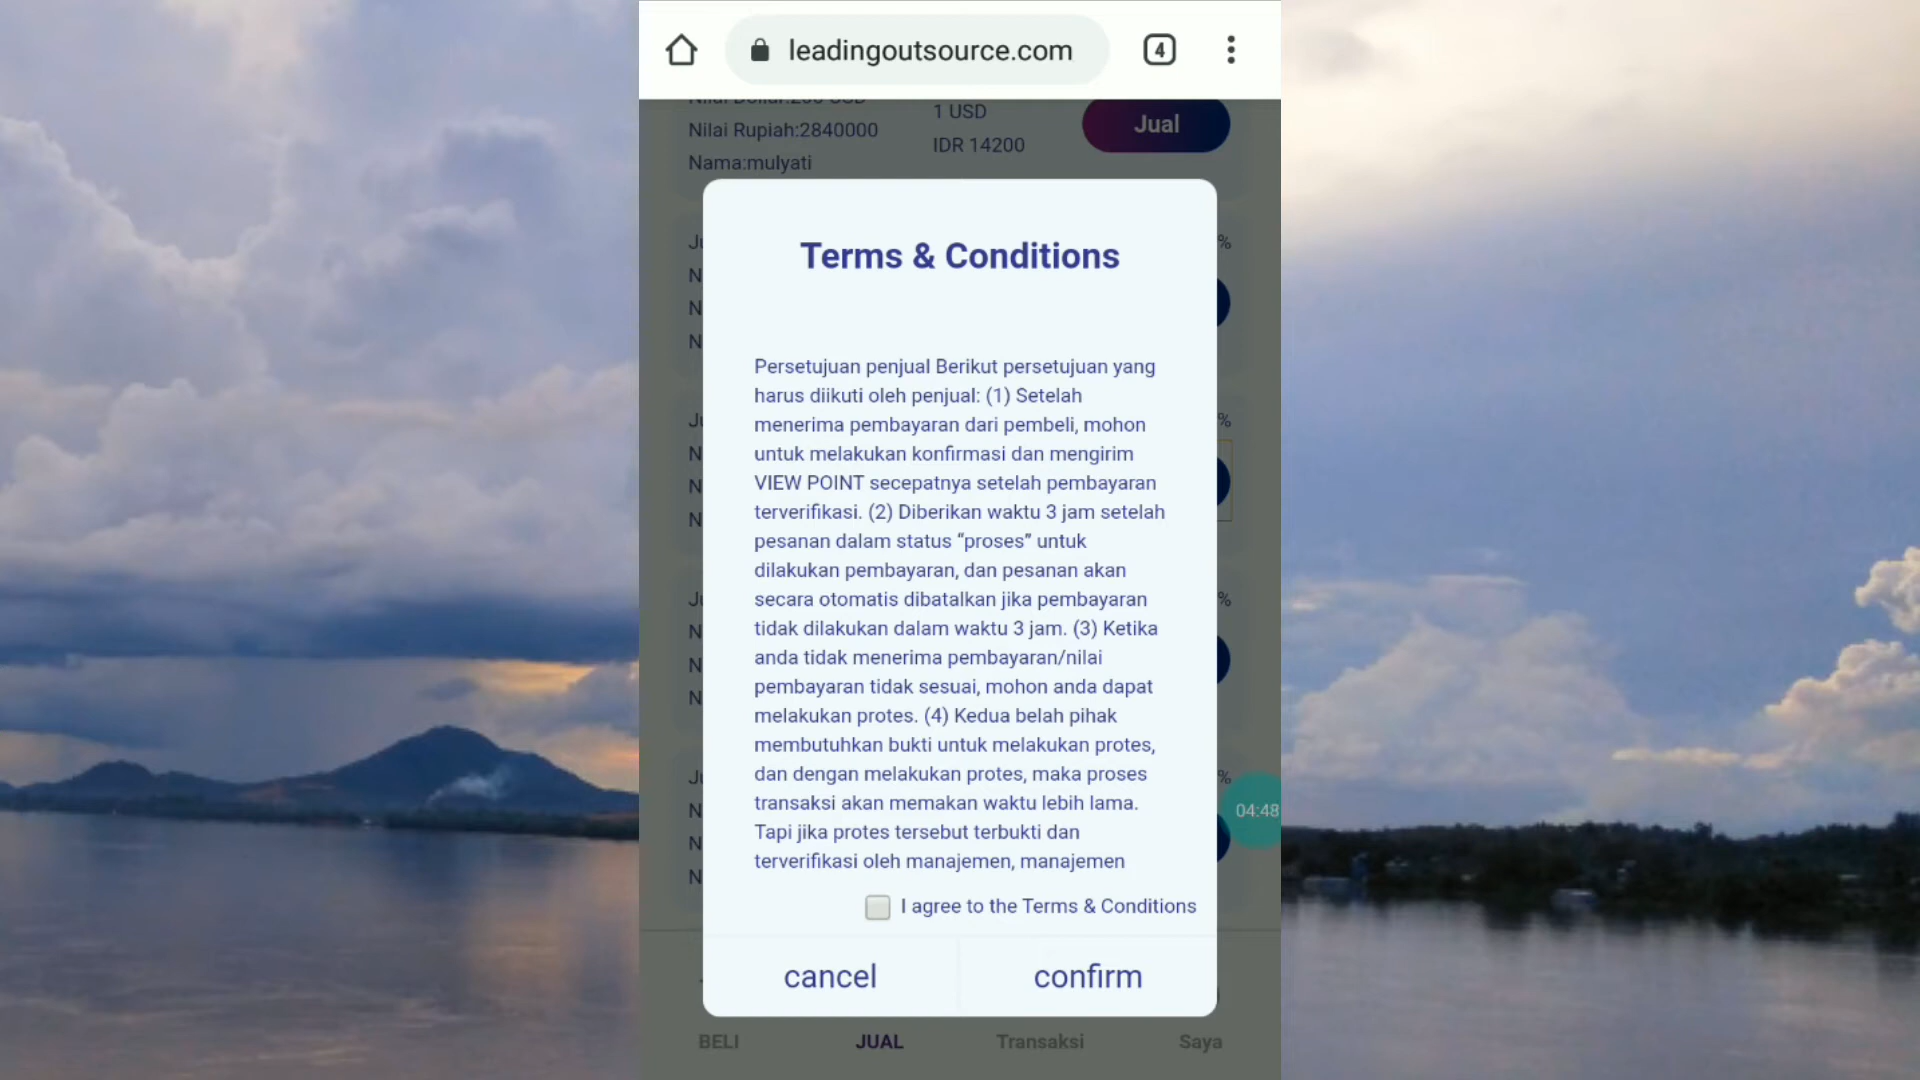 leadingoutsource.com
4
1 USD
Nilai Rupiah:2840000
IDR 14200
Jual
Nama:mulyati
Terms & Conditions
Persetujuan penjual Berikut persetujuan yang
harus diikuti oleh penjual: (1) Setelah
menerima pembayaran dari pembeli, mohon
untuk melakukan konfirmasi dan mengirim
VIEW POINT secepatnya setelah pembayaran
terverifikasi. (2) Diberikan waktu 3 jam setelah
pesanan dalam status “proses” untuk
dilakukan pembayaran, dan pesanan akan
secara otomatis dibatalkan jika pembayaran
tidak dilakukan dalam waktu 3 jam. (3) Ketika
anda tidak menerima pembayaran/nilai
pembayaran tidak sesuai, mohon anda dapat
melakukan protes. (4) Kedua belah pihak
membutuhkan bukti untuk melakukan protes,
dan dengan melakukan protes, maka proses
transaksi akan memakan waktu lebih lama.
Tapi jika protes tersebut terbukti dan
terverifikasi oleh manajemen, manajemen
I agree to the Terms & Conditions
cancel
confirm
04:48
BELI
JUAL
Transaksi
Saya